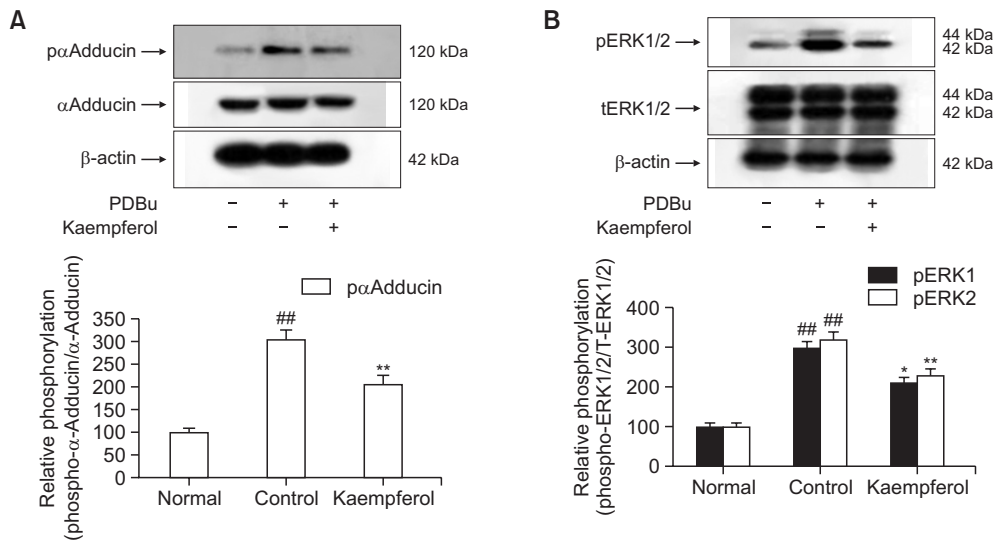 A
pαAdducin 120 kDa
αAdducin 120 kDa
β-actin 42 kDa
PDBu – + +
Kaempferol – – +
pαAdducin
Relative phosphorylation
(phospho-α-Adducin/α-Adducin)
350
300
250
200
150
100
50
0
##
**
Normal Control Kaempferol
B
pERK1/2 44 kDa
42 kDa
tERK1/2 44 kDa
42 kDa
β-actin 42 kDa
PDBu – + +
Kaempferol – – +
pERK1
pERK2
Relative phosphorylation
(phospho-ERK1/2/T-ERK1/2)
400
300
200
100
0
## ##
* **
Normal Control Kaempferol